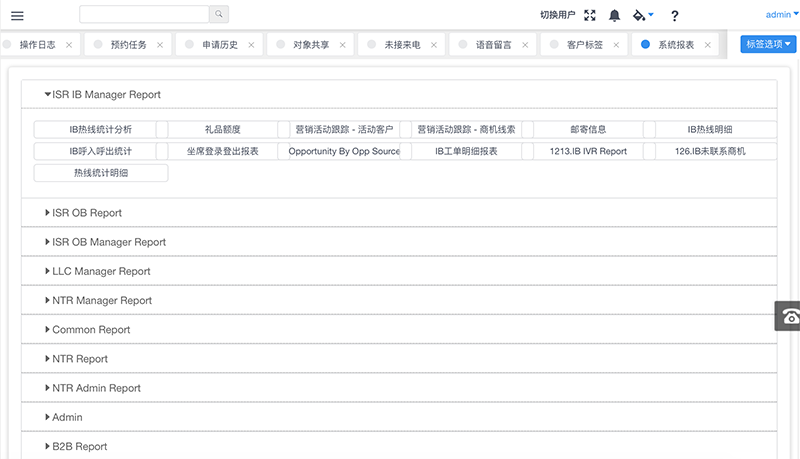 切换用户 ? admin
操作日志 × 预约任务 × 申请历史 × 对象共享 × 未接来电 × 语音留言 × 客户标签 × 系统报表 × 标签选项
ISR IB Manager Report
IB热线统计分析 礼品额度 营销活动跟踪 - 活动客户 营销活动跟踪 - 商机线索 邮寄信息 IB热线明细
IB呼入呼出统计 坐席登录登出报表 Opportunity By Opp Source IB工单明细报表 1213.IB IVR Report 126.IB未联系商机
热线统计明细
ISR OB Report
ISR OB Manager Report
LLC Manager Report
NTR Manager Report
Common Report
NTR Report
NTR Admin Report
Admin
B2B Report